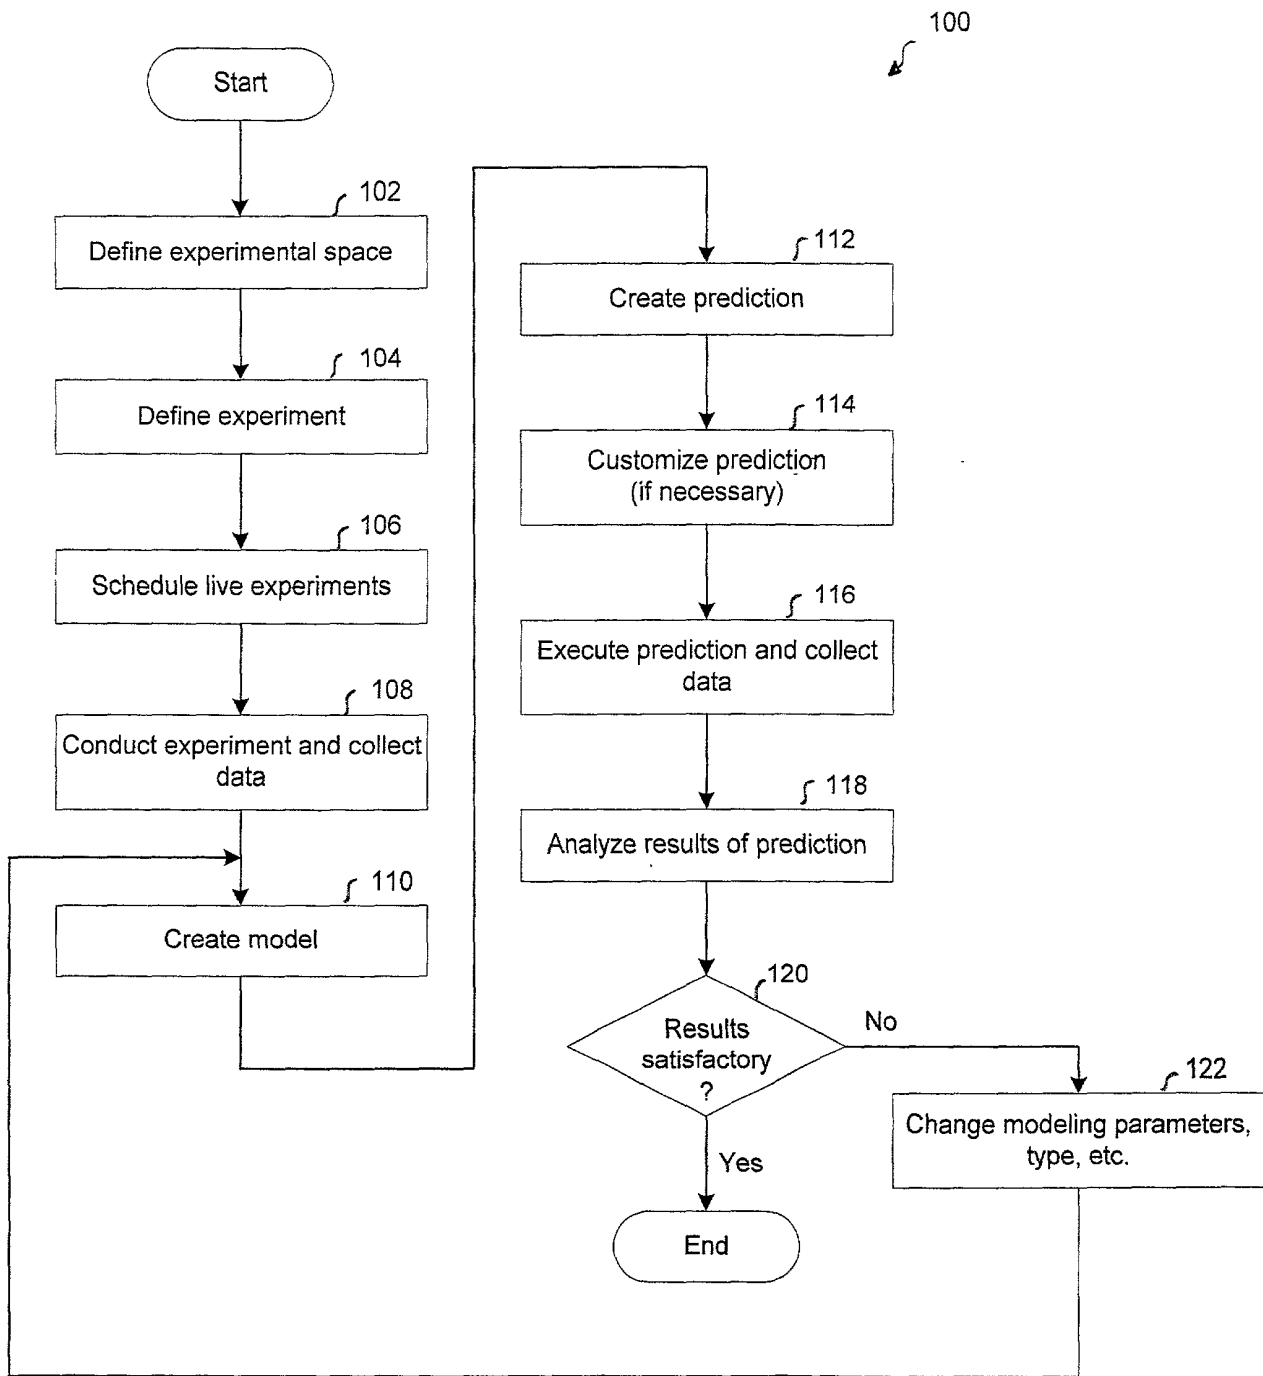 100
Start
102
Define experimental space
104
Define experiment
106
Schedule live experiments
108
Conduct experiment and collect
data
110
Create model
112
Create prediction
114
Customize prediction
(if necessary)
116
Execute prediction and collect
data
118
Analyze results of prediction
120
Results
satisfactory
?
No
Yes
122
Change modeling parameters,
type, etc.
End